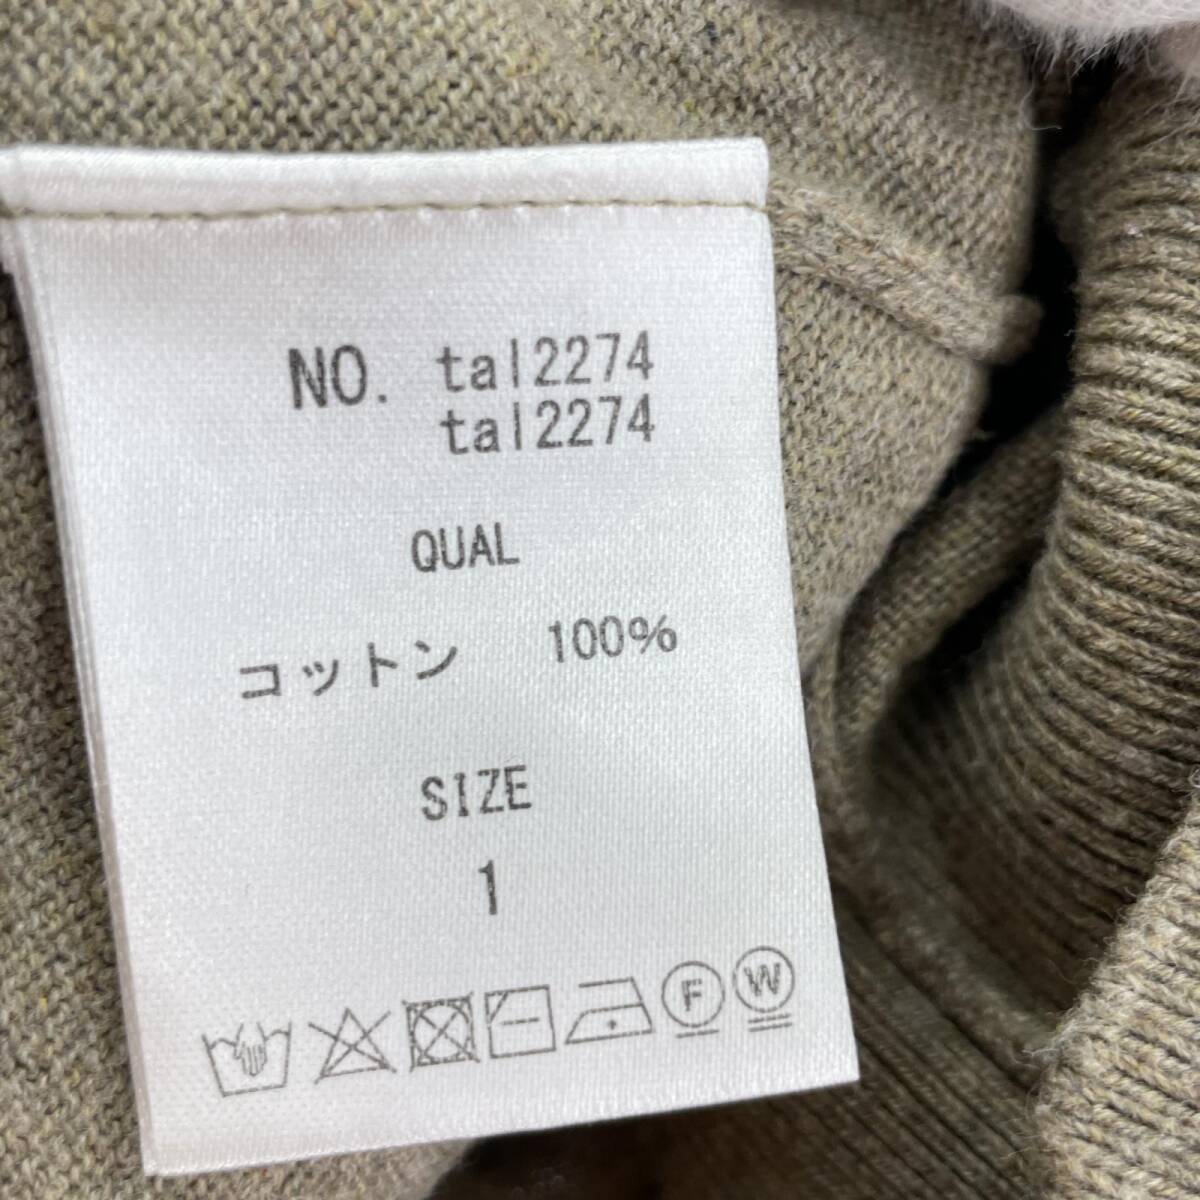 NO. tal2274
tal2274
QUAL
コットン 100%
SIZE
1
F W